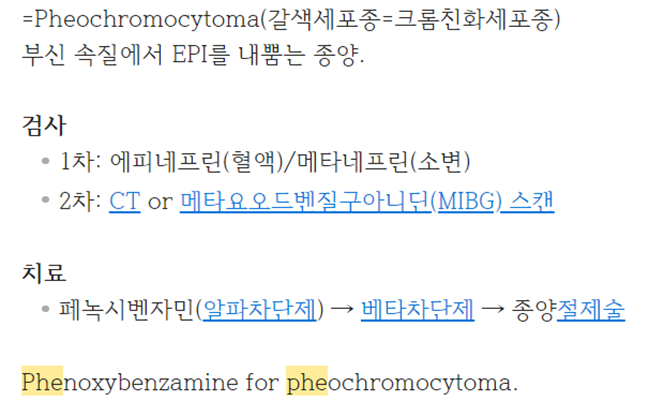 =Pheochromocytoma(갈색세포종=크롬친화세포종)
부신 속질에서 EPI를 내뿜는 종양.
검사
• 1차: 에피네프린(혈액)/메타네프린(소변)
• 2차: CT or 메타요오드벤질구아니딘(MIBG) 스캔
치료
• 페녹시벤자민(알파차단제) → 베타차단제 → 종양절제술
Phenoxybenzamine for pheochromocytoma.